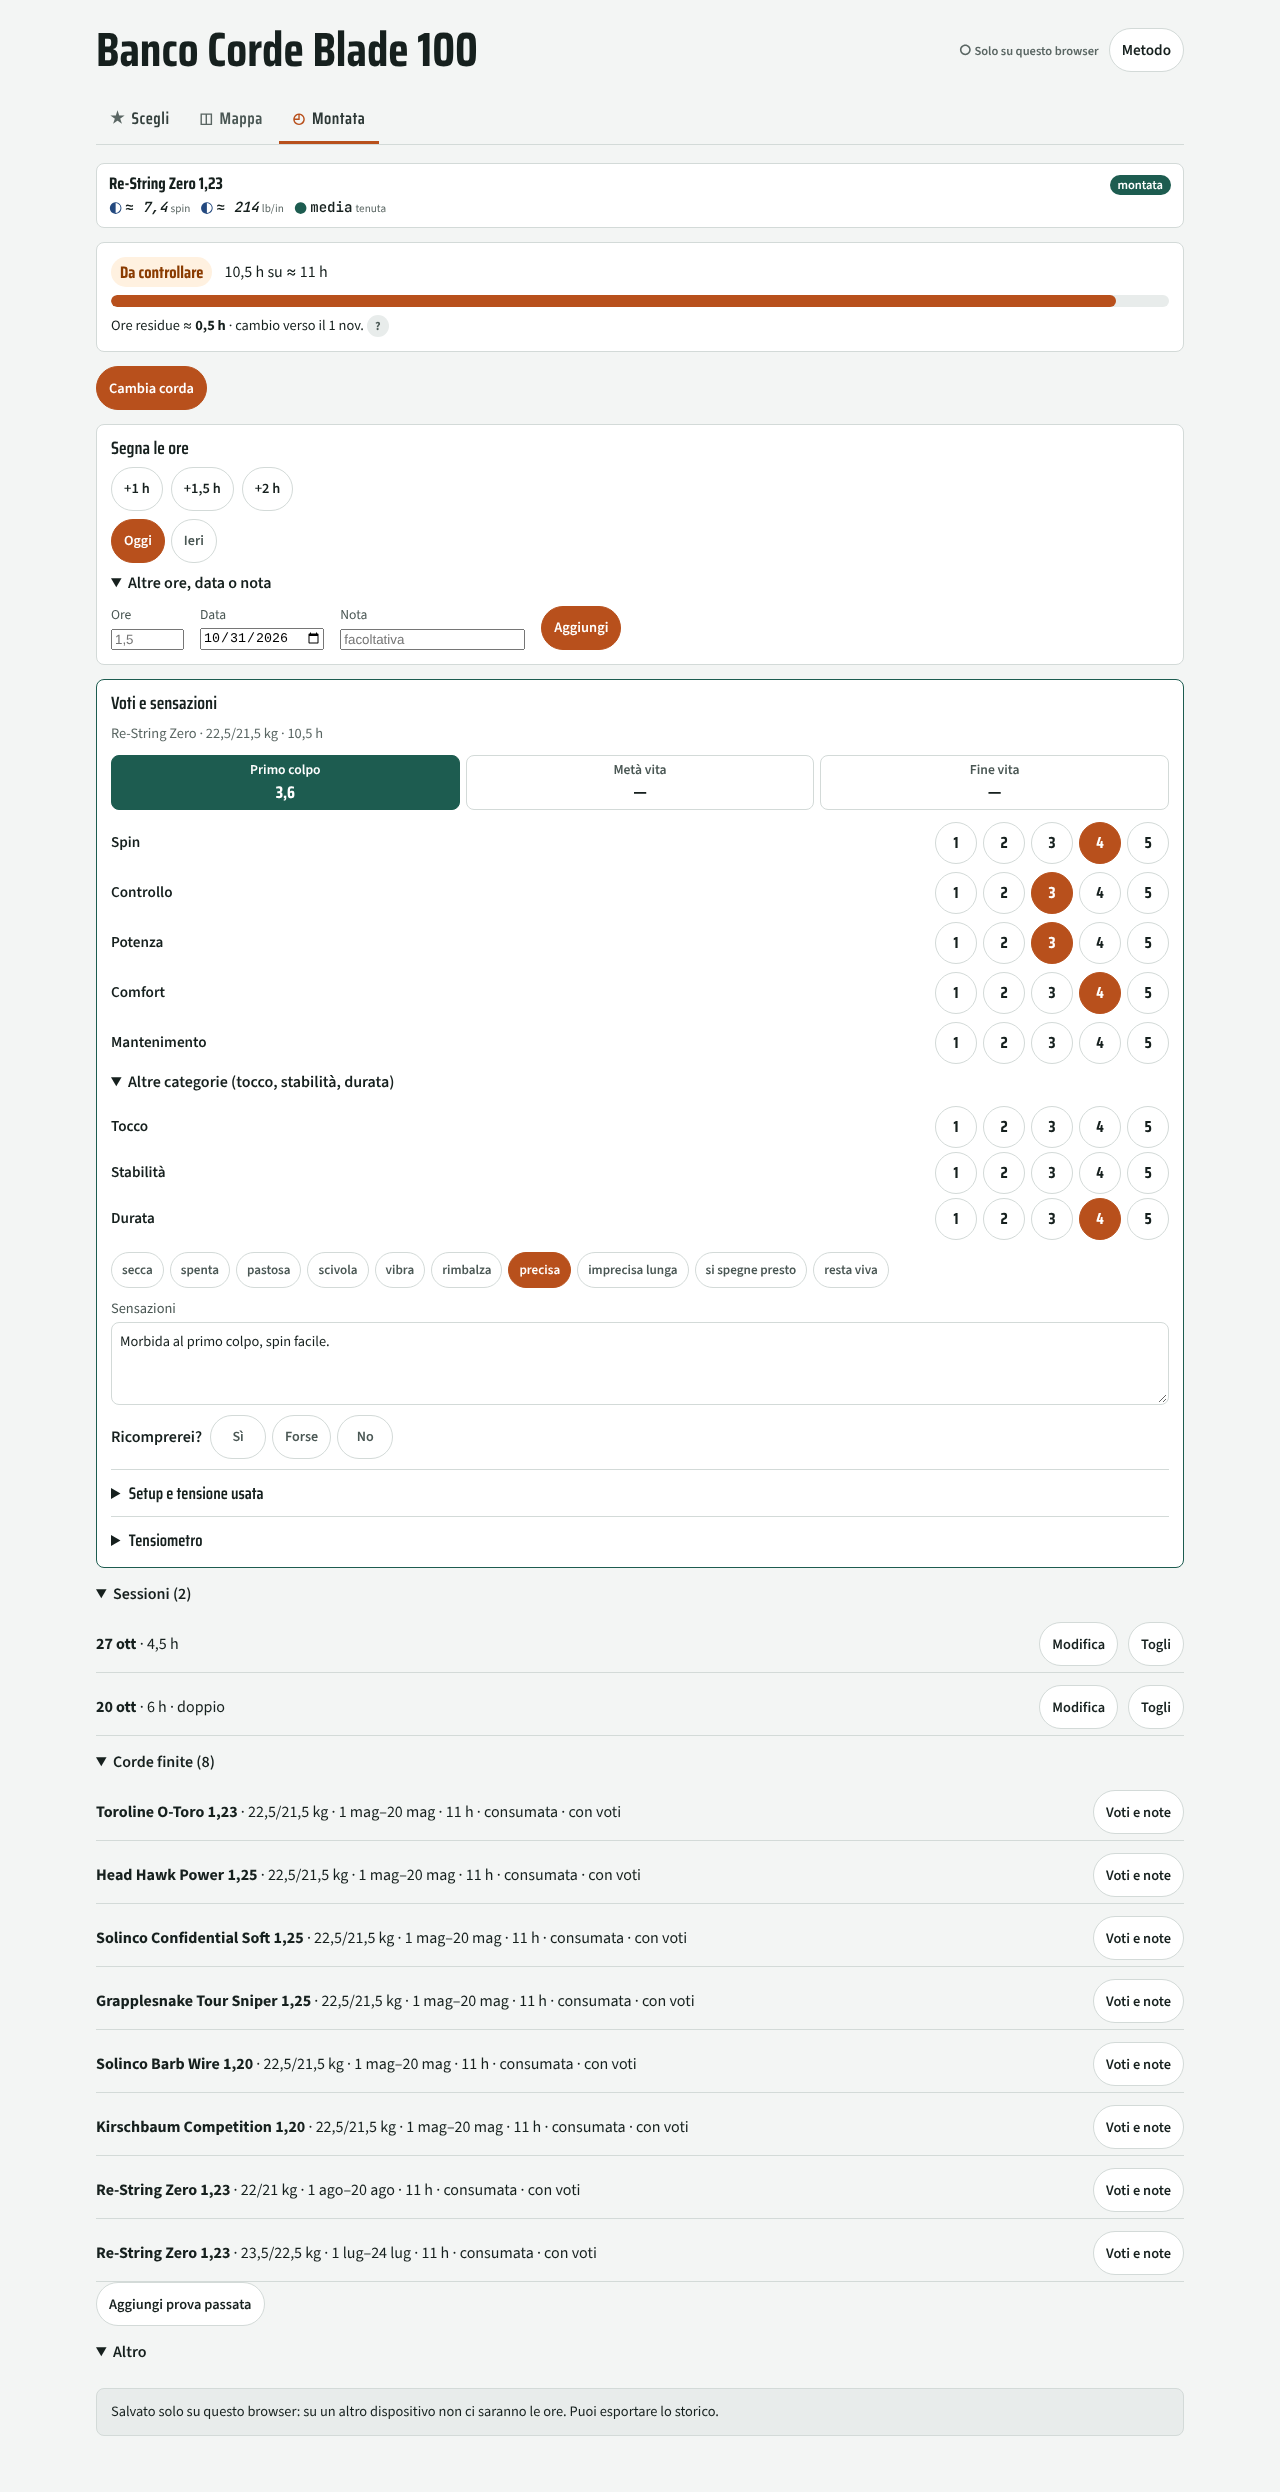 Banco Corde Blade 100
Solo su questo browser
Metodo
★ Scegli
Mappa
Montata
Re-String Zero 1,23
montata
≈ 7,4 spin ≈ 214 lb/in media tenuta
Da controllare 10,5 h su ≈ 11 h
Ore residue ≈ 0,5 h · cambio verso il 1 nov. ?
Cambia corda
Segna le ore
+1 h +1,5 h +2 h
Oggi Ieri
▼ Altre ore, data o nota
Ore Data Nota
1,5 10/31/2026 facoltativa Aggiungi
Voti e sensazioni
Re-String Zero · 22,5/21,5 kg · 10,5 h
Primo colpo Metà vita Fine vita
3,6 — —
Spin 1 2 3 4 5
Controllo 1 2 3 4 5
Potenza 1 2 3 4 5
Comfort 1 2 3 4 5
Mantenimento 1 2 3 4 5
▼ Altre categorie (tocco, stabilità, durata)
Tocco 1 2 3 4 5
Stabilità 1 2 3 4 5
Durata 1 2 3 4 5
secca spenta pastosa scivola vibra rimbalza precisa imprecisa lunga si spegne presto resta viva
Sensazioni
Morbida al primo colpo, spin facile.
Ricomprerei? Sì Forse No
▶ Setup e tensione usata
▶ Tensiometro
▼ Sessioni (2)
27 ott · 4,5 h Modifica Togli
20 ott · 6 h · doppio Modifica Togli
▼ Corde finite (8)
Toroline O-Toro 1,23 · 22,5/21,5 kg · 1 mag–20 mag · 11 h · consumata · con voti Voti e note
Head Hawk Power 1,25 · 22,5/21,5 kg · 1 mag–20 mag · 11 h · consumata · con voti Voti e note
Solinco Confidential Soft 1,25 · 22,5/21,5 kg · 1 mag–20 mag · 11 h · consumata · con voti Voti e note
Grapplesnake Tour Sniper 1,25 · 22,5/21,5 kg · 1 mag–20 mag · 11 h · consumata · con voti Voti e note
Solinco Barb Wire 1,20 · 22,5/21,5 kg · 1 mag–20 mag · 11 h · consumata · con voti Voti e note
Kirschbaum Competition 1,20 · 22,5/21,5 kg · 1 mag–20 mag · 11 h · consumata · con voti Voti e note
Re-String Zero 1,23 · 22/21 kg · 1 ago–20 ago · 11 h · consumata · con voti Voti e note
Re-String Zero 1,23 · 23,5/22,5 kg · 1 lug–24 lug · 11 h · consumata · con voti Voti e note
Aggiungi prova passata
▼ Altro
Salvato solo su questo browser: su un altro dispositivo non ci saranno le ore. Puoi esportare lo storico.